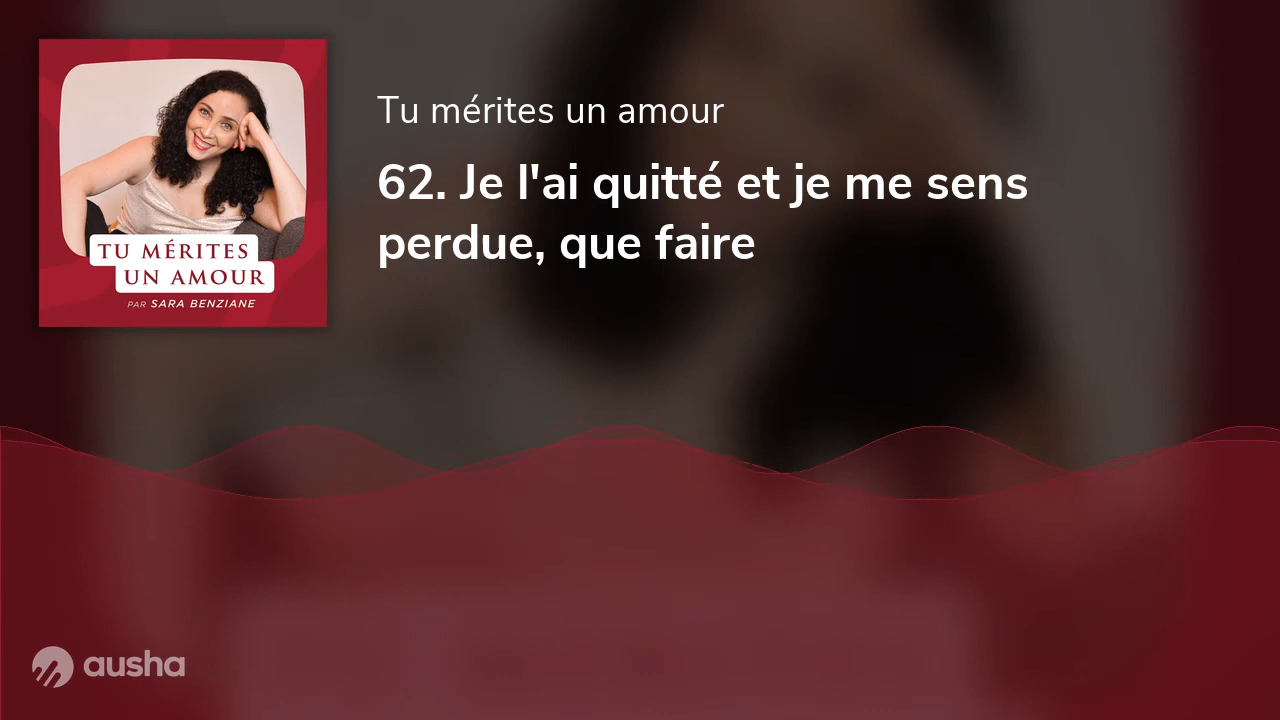 Tu mérites un amour
62. Je l'ai quitté et je me sens
perdue, que faire
TU MÉRITES
UN AMOUR
PAR SARA BENZIANE
ausha